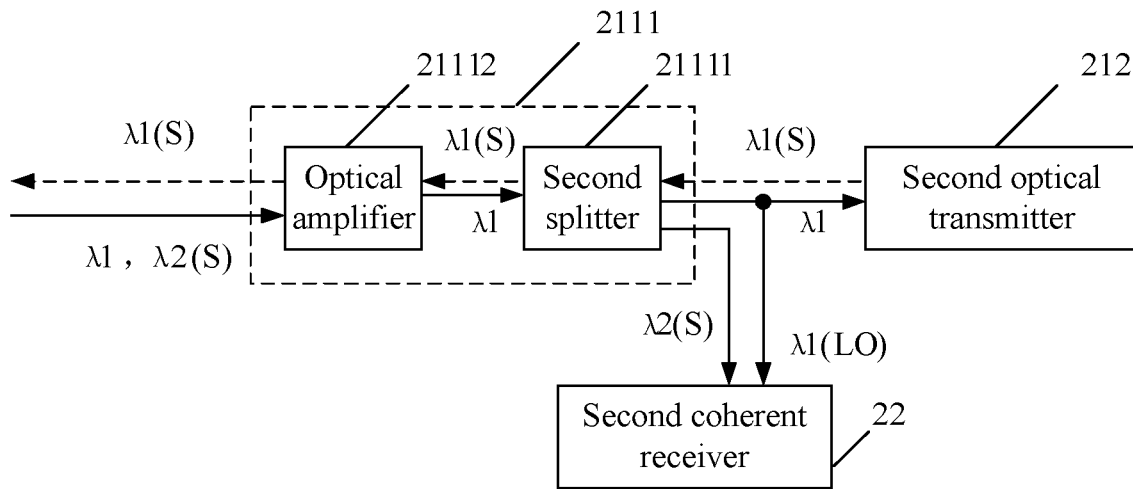 2111
21112
21111
212
λ1(S)
λ1(S)
λ1(S)
Optical
amplifier
Second
splitter
Second optical
transmitter
λ1
λ1
λ1 , λ2(S)
λ2(S)
λ1(LO)
Second coherent
receiver
22